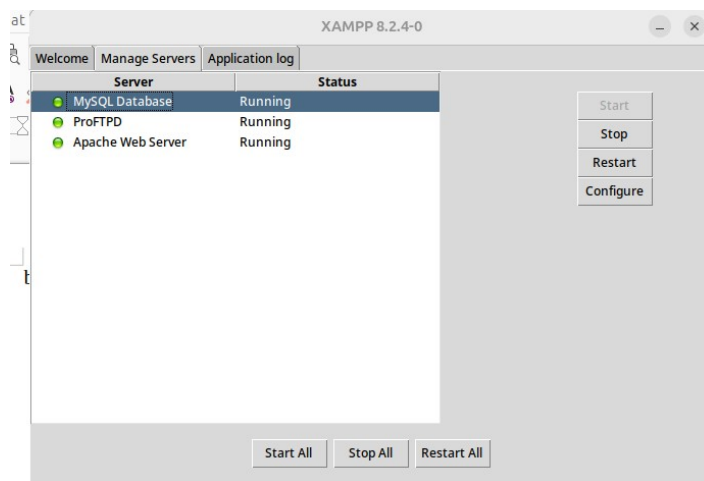 at
XAMPP 8.2.4-0
Welcome Manage Servers Application log
Server Status
MySQL Database Running
ProFTPD Running
Apache Web Server Running
Start
Stop
Restart
Configure
t
Start All Stop All Restart All